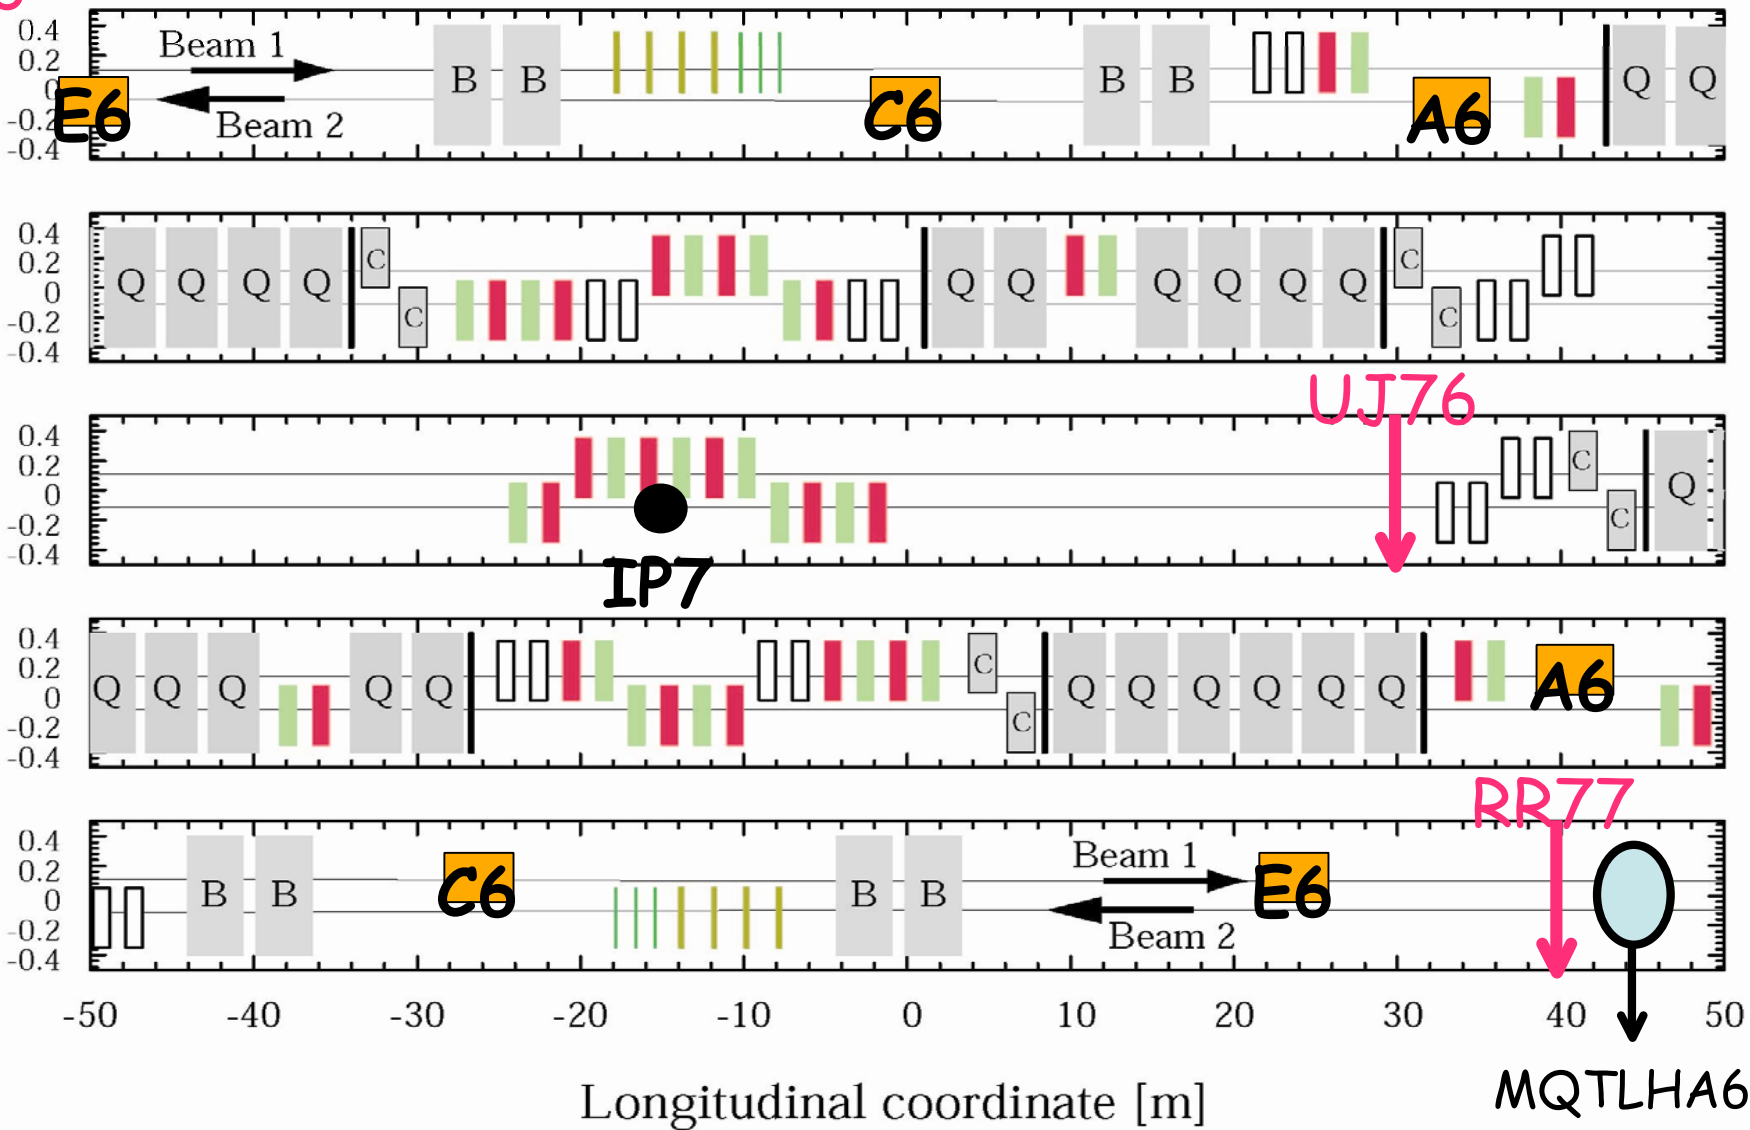 0.4
0.2
0
-0.2
-0.4
Beam 1
Beam 2
E6
B B
C6
B B
A6
Q Q
0.4
0.2
0
-0.2
-0.4
Q Q Q Q
C
C
Q Q
Q Q Q Q
C
C
UJ76
0.4
0.2
0
-0.2
-0.4
IP7
C
C
Q
0.4
0.2
0
-0.2
-0.4
Q Q Q
Q Q
C
C
Q Q Q Q Q Q
A6
RR77
0.4
0.2
0
-0.2
-0.4
B B
C6
B B
Beam 1
Beam 2
E6
-50 -40 -30 -20 -10 0 10 20 30 40 50
MQTLHA6
Longitudinal coordinate [m]